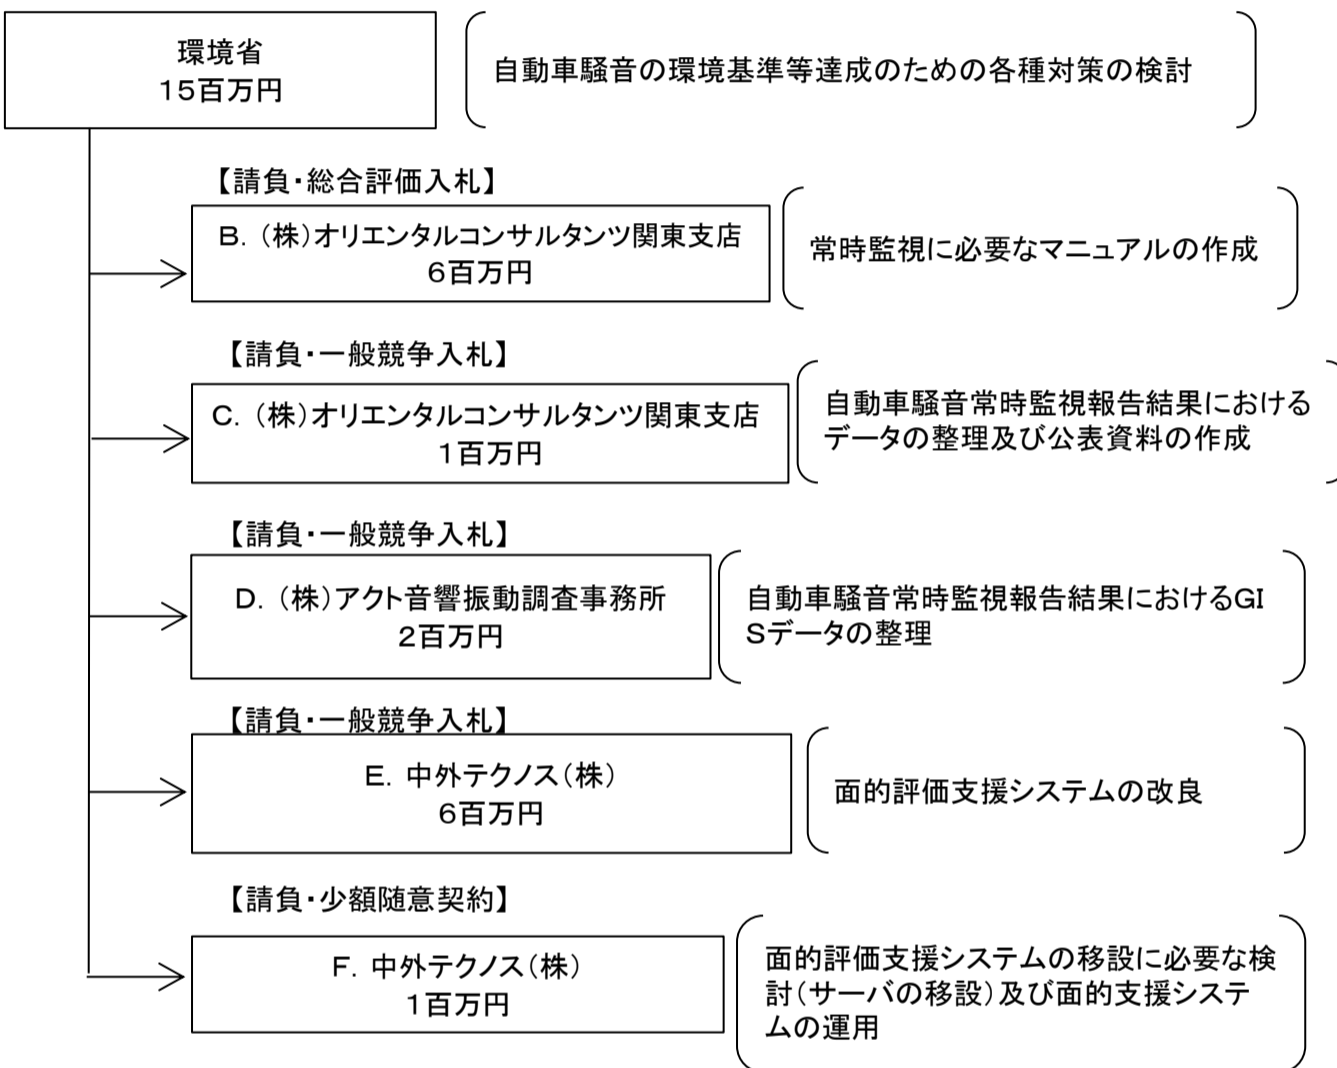 環境省
15百万円
自動車騒音の環境基準等達成のための各種対策の検討
【請負・総合評価入札】
B．（株）オリエンタルコンサルタンツ関東支店
6百万円
常時監視に必要なマニュアルの作成
【請負・一般競争入札】
C．（株）オリエンタルコンサルタンツ関東支店
1百万円
自動車騒音常時監視報告結果における
データの整理及び公表資料の作成
【請負・一般競争入札】
D．（株）アクト音響振動調査事務所
2百万円
自動車騒音常時監視報告結果におけるGI
Sデータの整理
【請負・一般競争入札】
E．中外テクノス（株）
6百万円
面的評価支援システムの改良
【請負・少額随意契約】
F．中外テクノス（株）
1百万円
面的評価支援システムの移設に必要な検
討（サーバの移設）及び面的支援システ
ムの運用